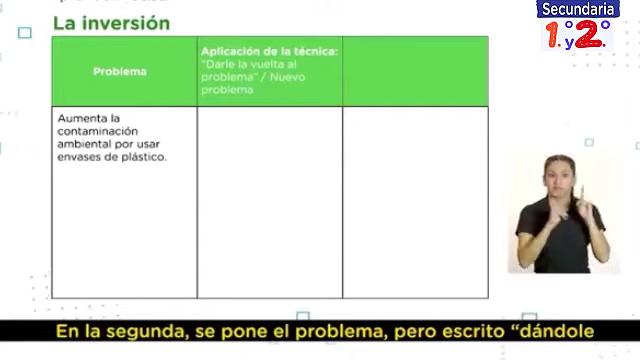 Secundaria
1.° y 2.°
La inversión
Problema
Aplicación de la técnica:
“Darle la vuelta al
problema” / Nuevo
problema
Aumenta la
contaminación
ambiental por usar
envases de plástico.
En la segunda, se pone el problema, pero escrito “dándole